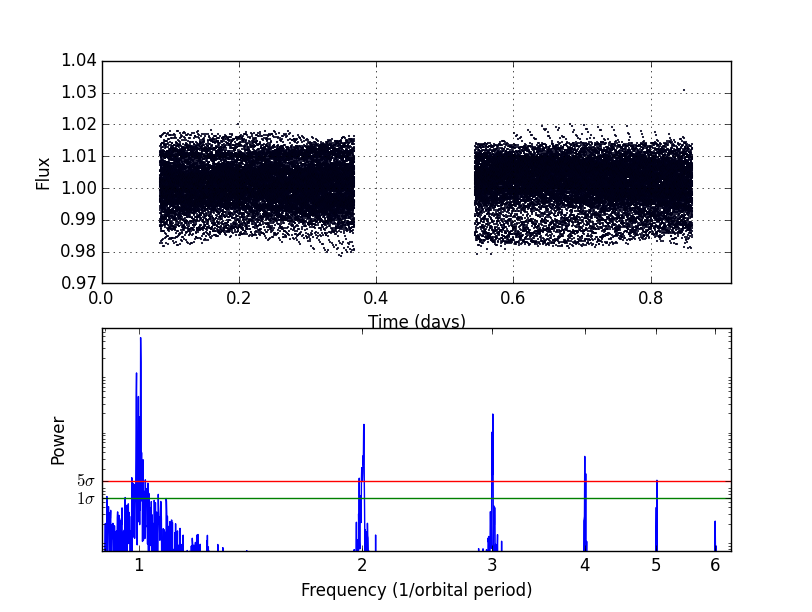 1.04
1.03
1.02
1.01
1.00
0.99
0.98
0.97
Flux
0.0 0.2 0.4 0.6 0.8
Time (days)
Power
5σ
1σ
1 2 3 4 5 6
Frequency (1/orbital period)